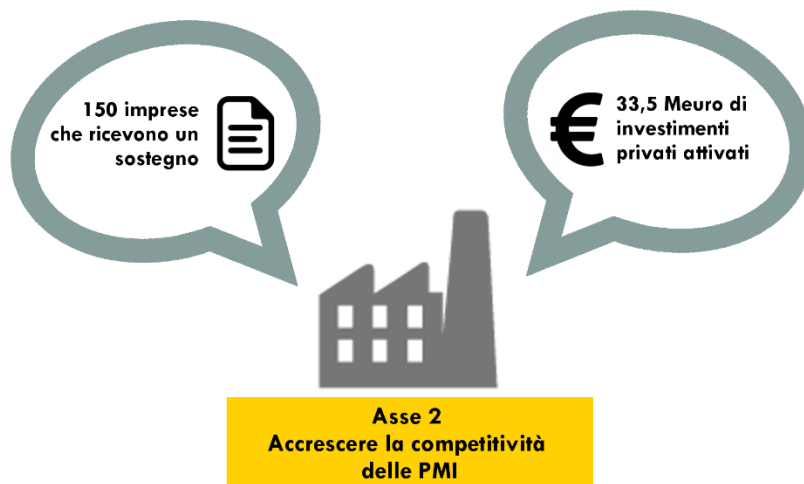 150 imprese
che ricevono un
sostegno
33,5 Meuro di
investimenti
privati attivati
Asse 2
Accrescere la competitività
delle PMI